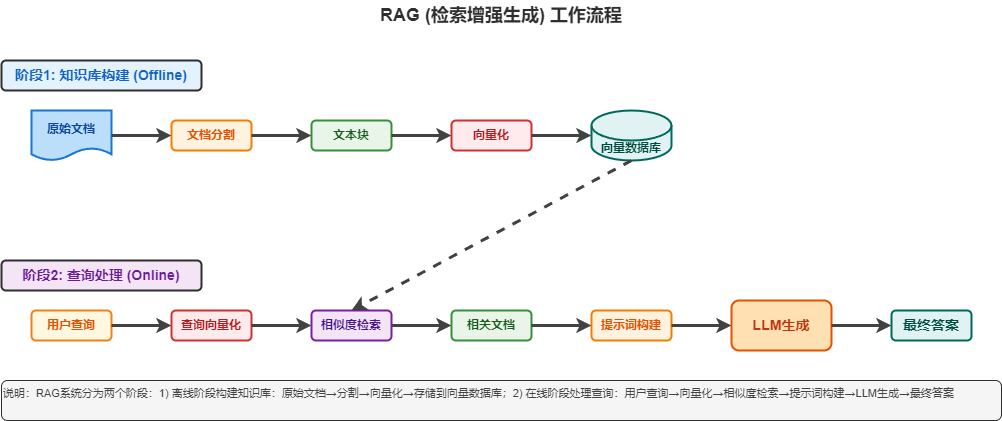 RAG (检索增强生成) 工作流程
阶段1: 知识库构建 (Offline)
原始文档
文档分割
文本块
向量化
向量数据库
阶段2: 查询处理 (Online)
用户查询
查询向量化
相似度检索
相关文档
提示词构建
LLM生成
最终答案
说明：RAG系统分为两个阶段：1) 离线阶段构建知识库：原始文档→分割→向量化→存储到向量数据库；2) 在线阶段处理查询：用户查询→向量化→相似度检索→提示词构建→LLM生成→最终答案